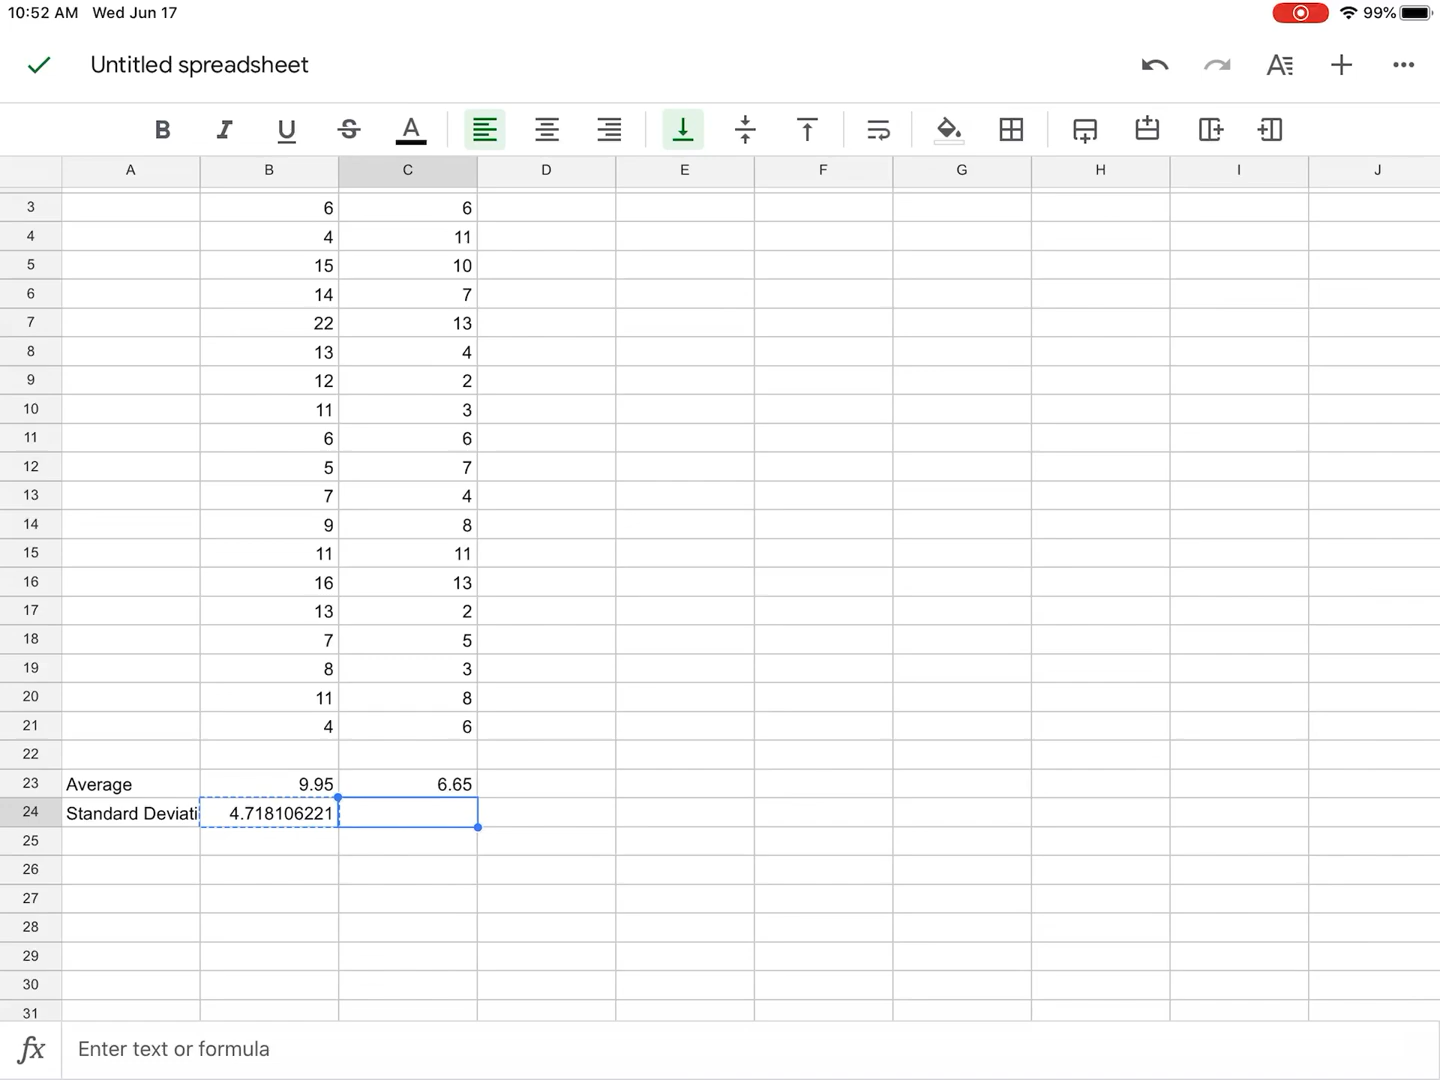 10:52 AM Wed Jun 17 99%
Untitled spreadsheet
B I U S A A
A B C D E F G H I J
3 6 6
4 4 11
5 15 10
6 14 7
7 22 13
8 13 4
9 12 2
10 11 3
11 6 6
12 5 7
13 7 4
14 9 8
15 11 11
16 16 13
17 13 2
18 7 5
19 8 3
20 11 8
21 4 6
22
23 Average 9.95 6.65
24 Standard Deviati 4.718106221
25
26
27
28
29
30
31
fx Enter text or formula